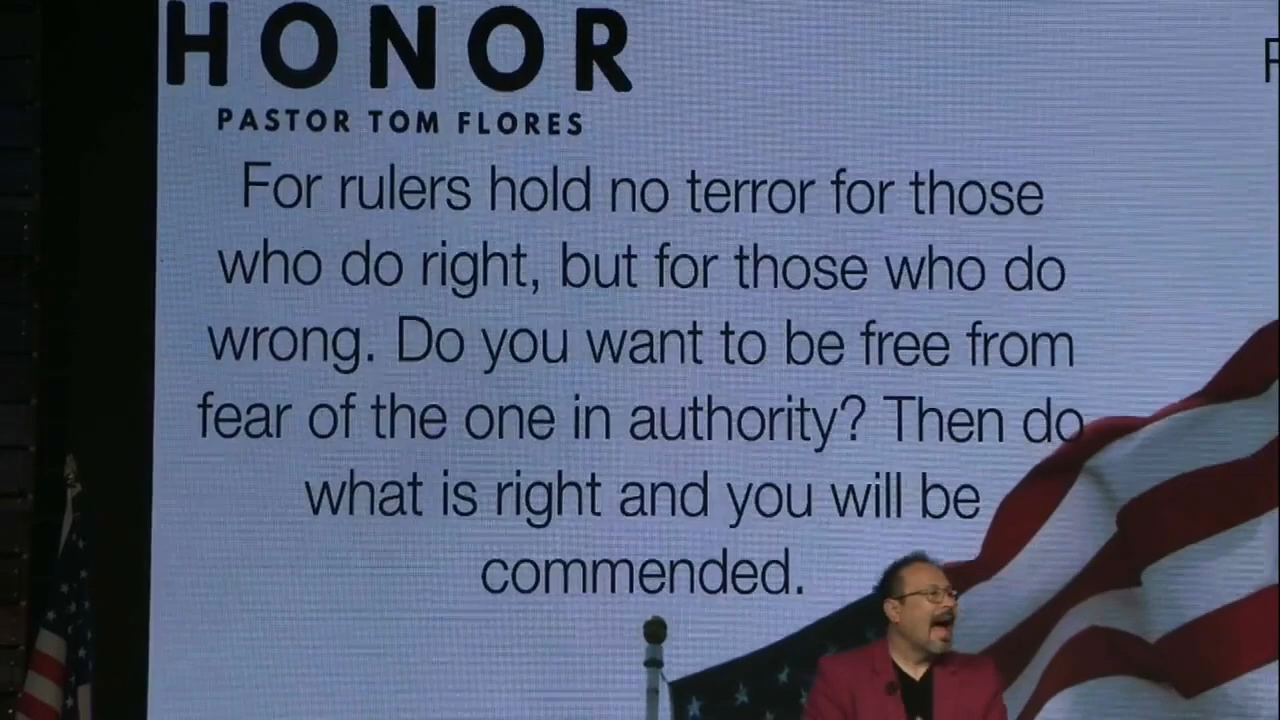 HONOR
PASTOR TOM FLORES
For rulers hold no terror for those
who do right, but for those who do
wrong. Do you want to be free from
fear of the one in authority? Then do
what is right and you will be
commended.